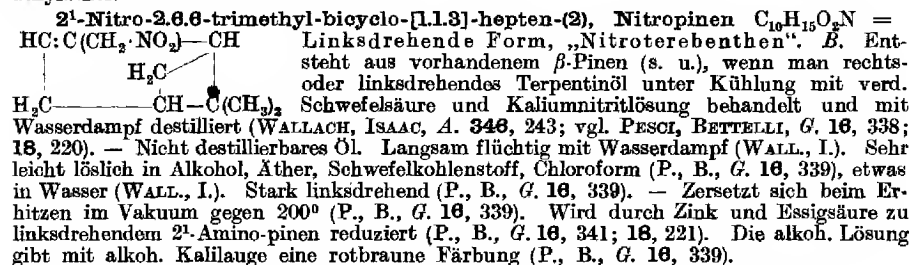 2¹-Nitro-2.6.6-trimethyl-bicyclo-[1.1.3]-hepten-(2), Nitropinen C₁₀H₁₅O₂N =
HC:C(CH₂·NO₂)—CH Linksdrehende Form, „Nitroterebenthen“. B. Ent-
H₂C steht aus vorhandenem β-Pinen (s. u.), wenn man rechts-
oder linksdrehendes Terpentinöl unter Kühlung mit verd.
H₂C———CH—C(CH₃)₂ Schwefelsäure und Kaliumnitritlösung behandelt und mit
Wasserdampf destilliert (WALLACH, ISAAC, A. 346, 243; vgl. PESCI, BETTELLI, G. 16, 338;
18, 220). — Nicht destillierbares Öl. Langsam flüchtig mit Wasserdampf (WALL., I.). Sehr
leicht löslich in Alkohol, Äther, Schwefelkohlenstoff, Chloroform (P., B., G. 16, 339), etwas
in Wasser (WALL., I.). Stark linksdrehend (P., B., G. 16, 339). — Zersetzt sich beim Er-
hitzen im Vakuum gegen 200° (P., B., G. 16, 339). Wird durch Zink und Essigsäure zu
linksdrehendem 2¹-Amino-pinen reduziert (P., B., G. 16, 341; 18, 221). Die alkoh. Lösung
gibt mit alkoh. Kalilauge eine rotbraune Färbung (P., B., G. 16, 339).